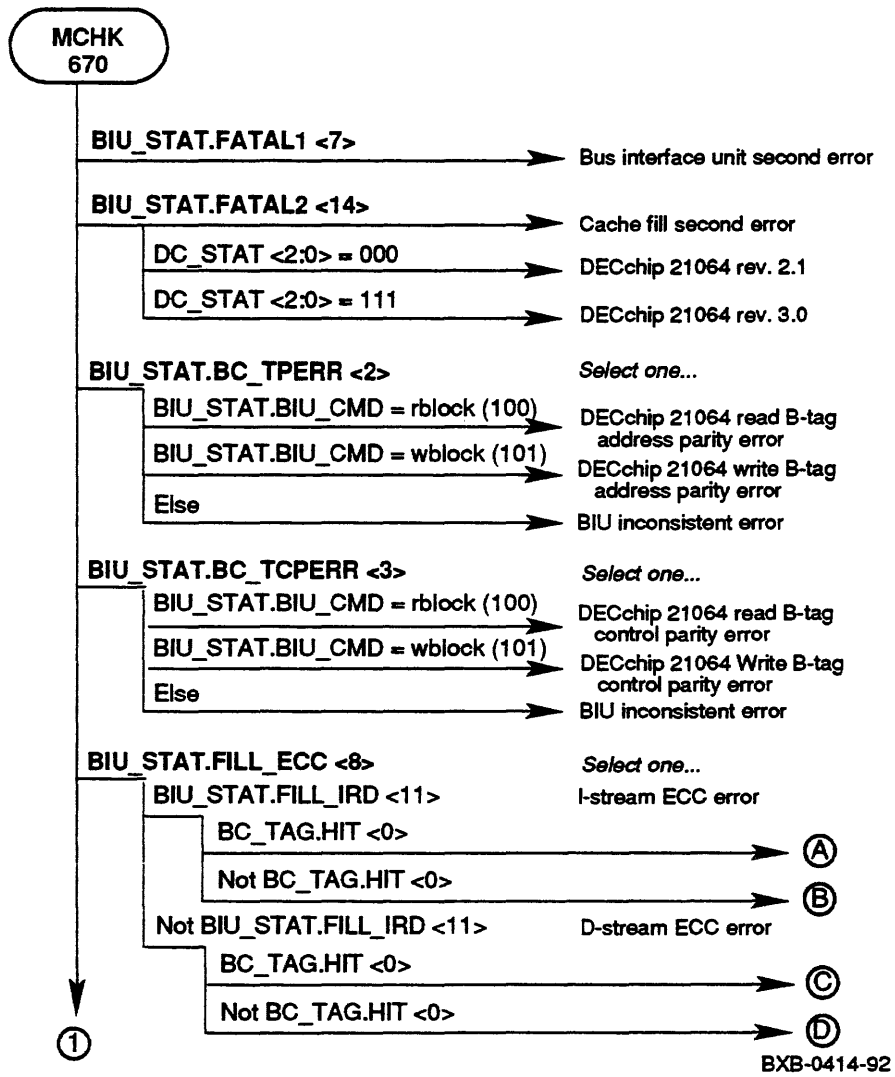 MCHK
670
BIU_STAT.FATAL1 <7>
Bus interface unit second error
BIU_STAT.FATAL2 <14>
Cache fill second error
DC_STAT <2:0> = 000
DECchip 21064 rev. 2.1
DC_STAT <2:0> = 111
DECchip 21064 rev. 3.0
BIU_STAT.BC_TPERR <2>
Select one...
BIU_STAT.BIU_CMD = rblock (100)
DECchip 21064 read B-tag
address parity error
BIU_STAT.BIU_CMD = wblock (101)
DECchip 21064 write B-tag
address parity error
Else
BIU inconsistent error
BIU_STAT.BC_TCPERR <3>
Select one...
BIU_STAT.BIU_CMD = rblock (100)
DECchip 21064 read B-tag
control parity error
BIU_STAT.BIU_CMD = wblock (101)
DECchip 21064 Write B-tag
control parity error
Else
BIU inconsistent error
BIU_STAT.FILL_ECC <8>
Select one...
BIU_STAT.FILL_IRD <11>
I-stream ECC error
BC_TAG.HIT <0>
A
Not BC_TAG.HIT <0>
B
Not BIU_STAT.FILL_IRD <11>
D-stream ECC error
BC_TAG.HIT <0>
C
Not BC_TAG.HIT <0>
D
1
BXB-0414-92